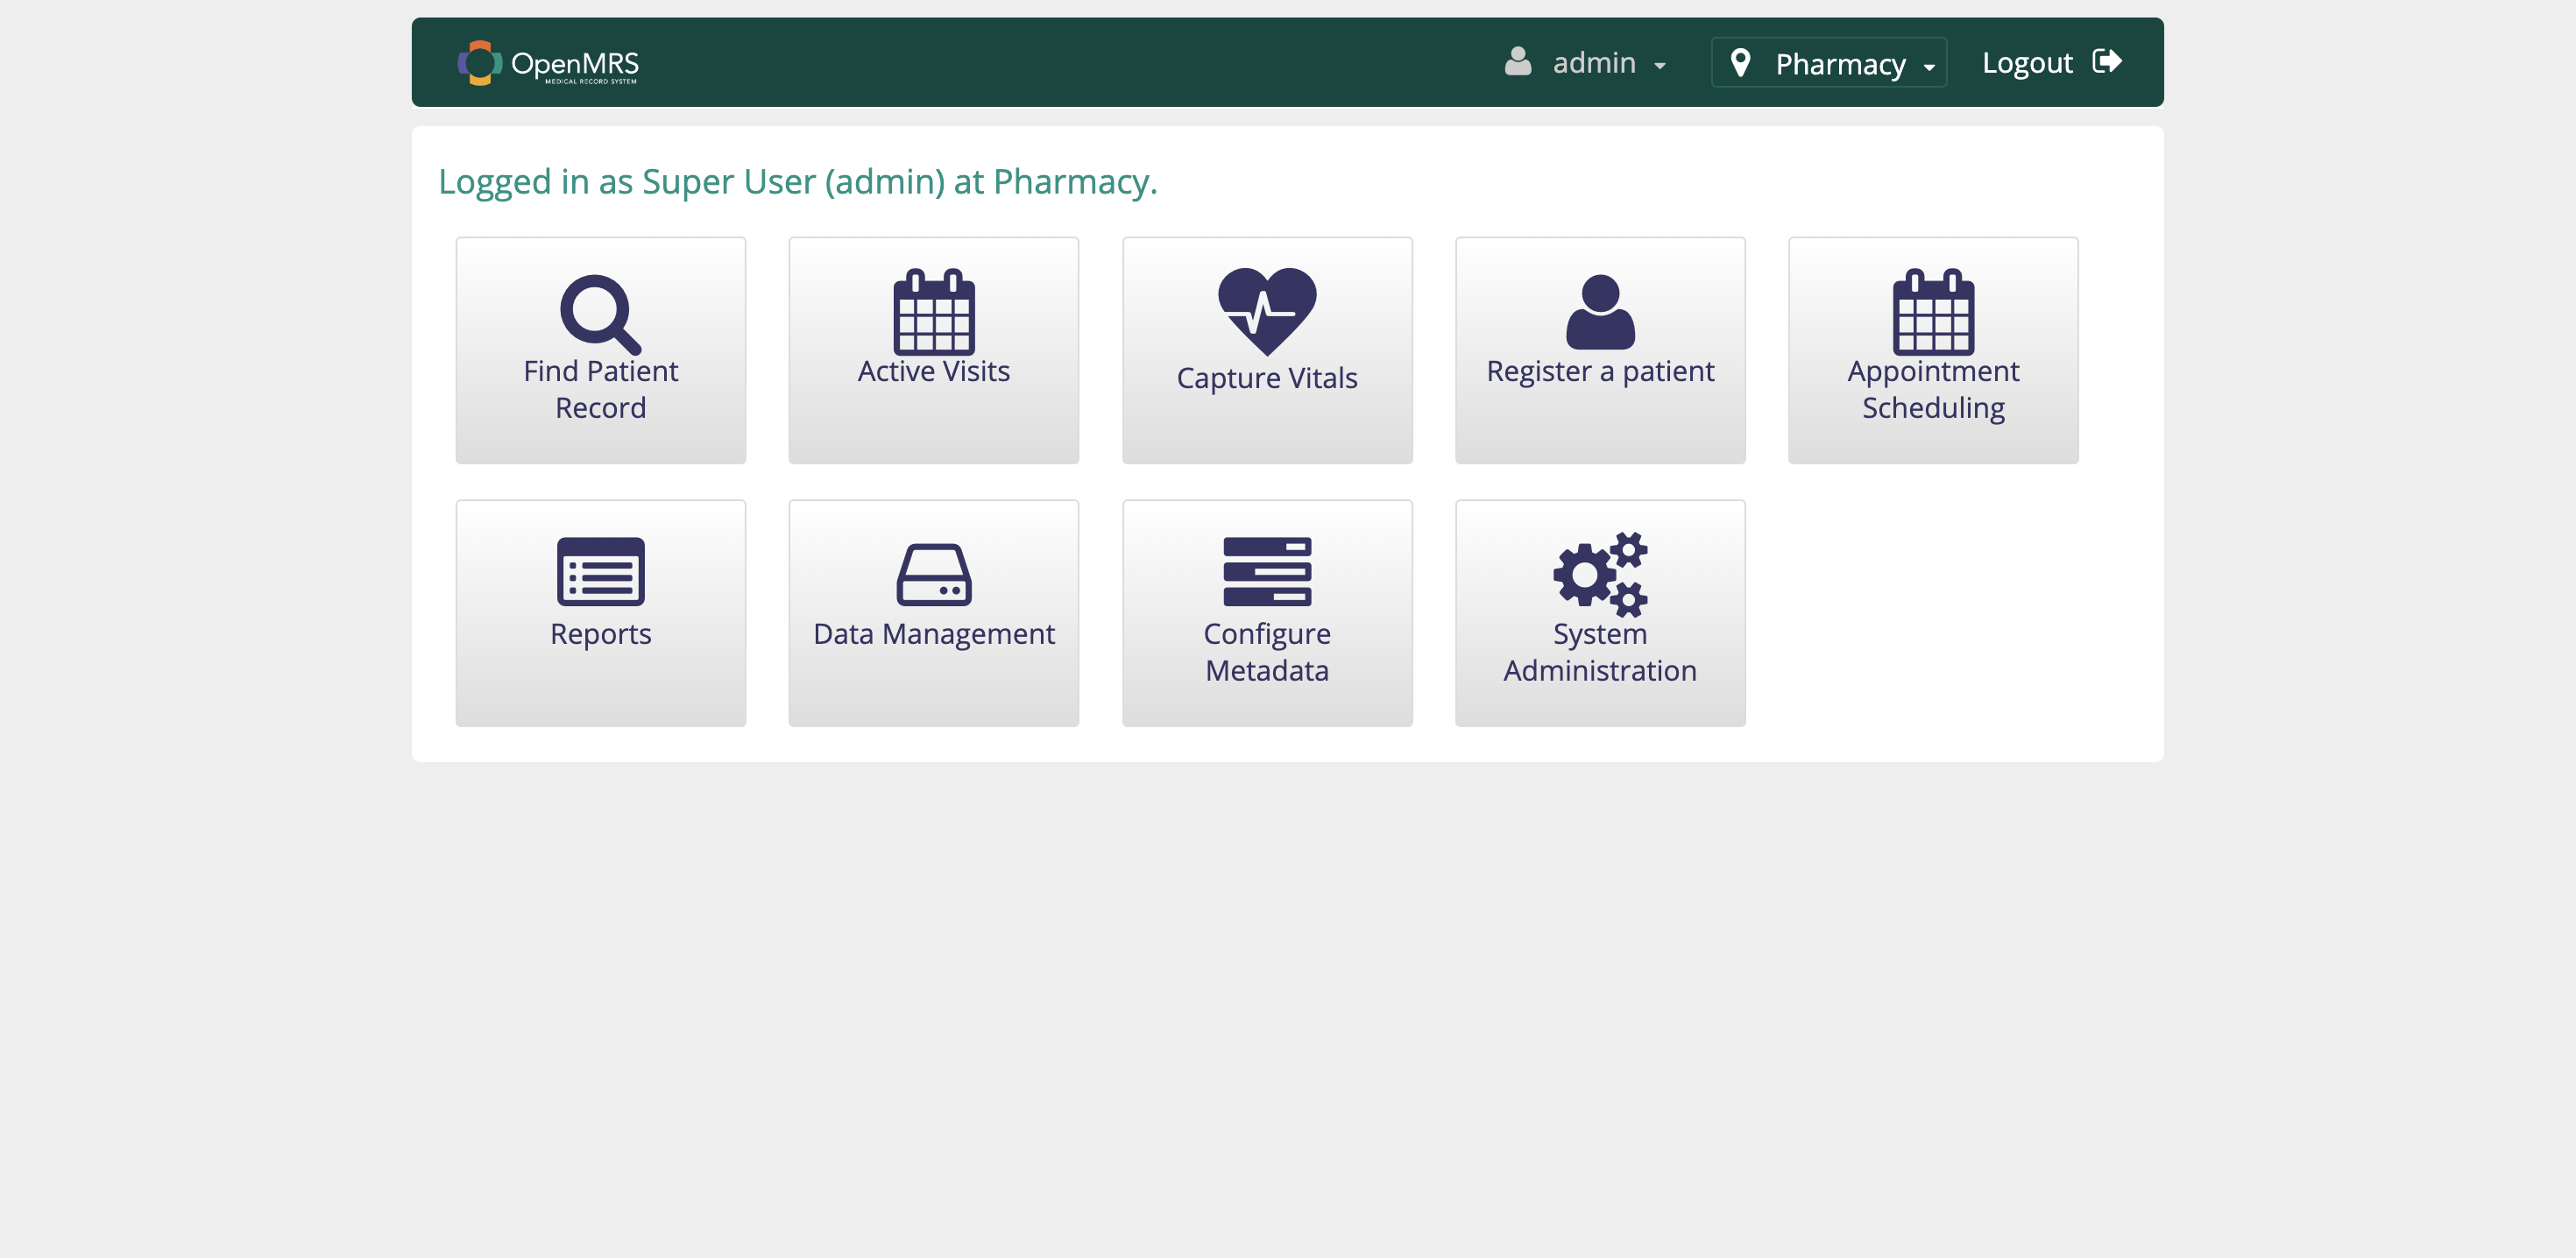 OpenMRS
MEDICAL RECORD SYSTEM
admin
Pharmacy
Logout
Logged in as Super User (admin) at Pharmacy.
Find Patient
Record
Active Visits
Capture Vitals
Register a patient
Appointment
Scheduling
Reports
Data Management
Configure
Metadata
System
Administration